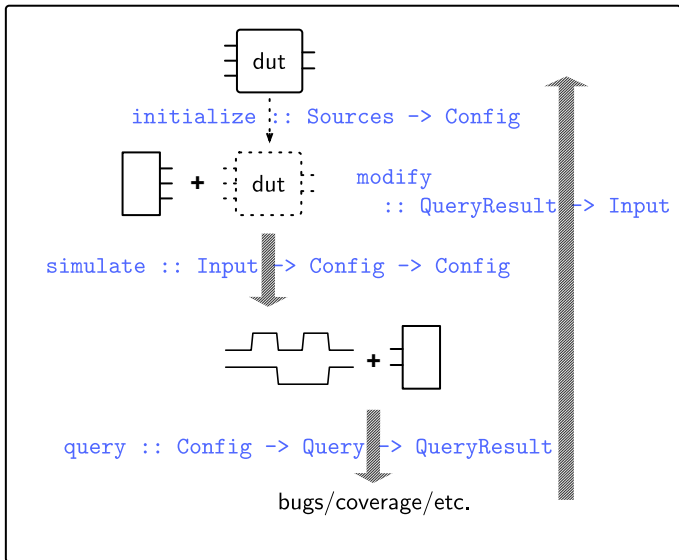 dut
initialize :: Sources -> Config
+ dut
modify
:: QueryResult -> Input
simulate :: Input -> Config -> Config
+
query :: Config -> Query -> QueryResult
bugs/coverage/etc.